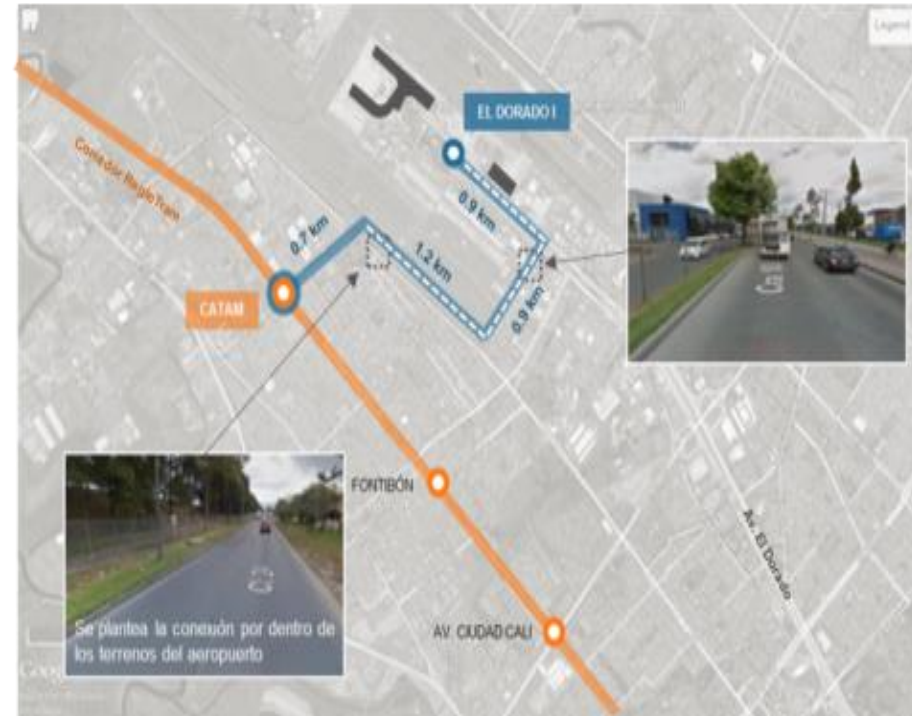 Legend
EL DORADO I
0.7 km
1.2 km
0.9 km
0.9 km
CATAM
FONTIBÓN
Av. El Dorado
AV. CIUDAD CALI
Se plantea la conexión por dentro de
los terrenos del aeropuerto
Google